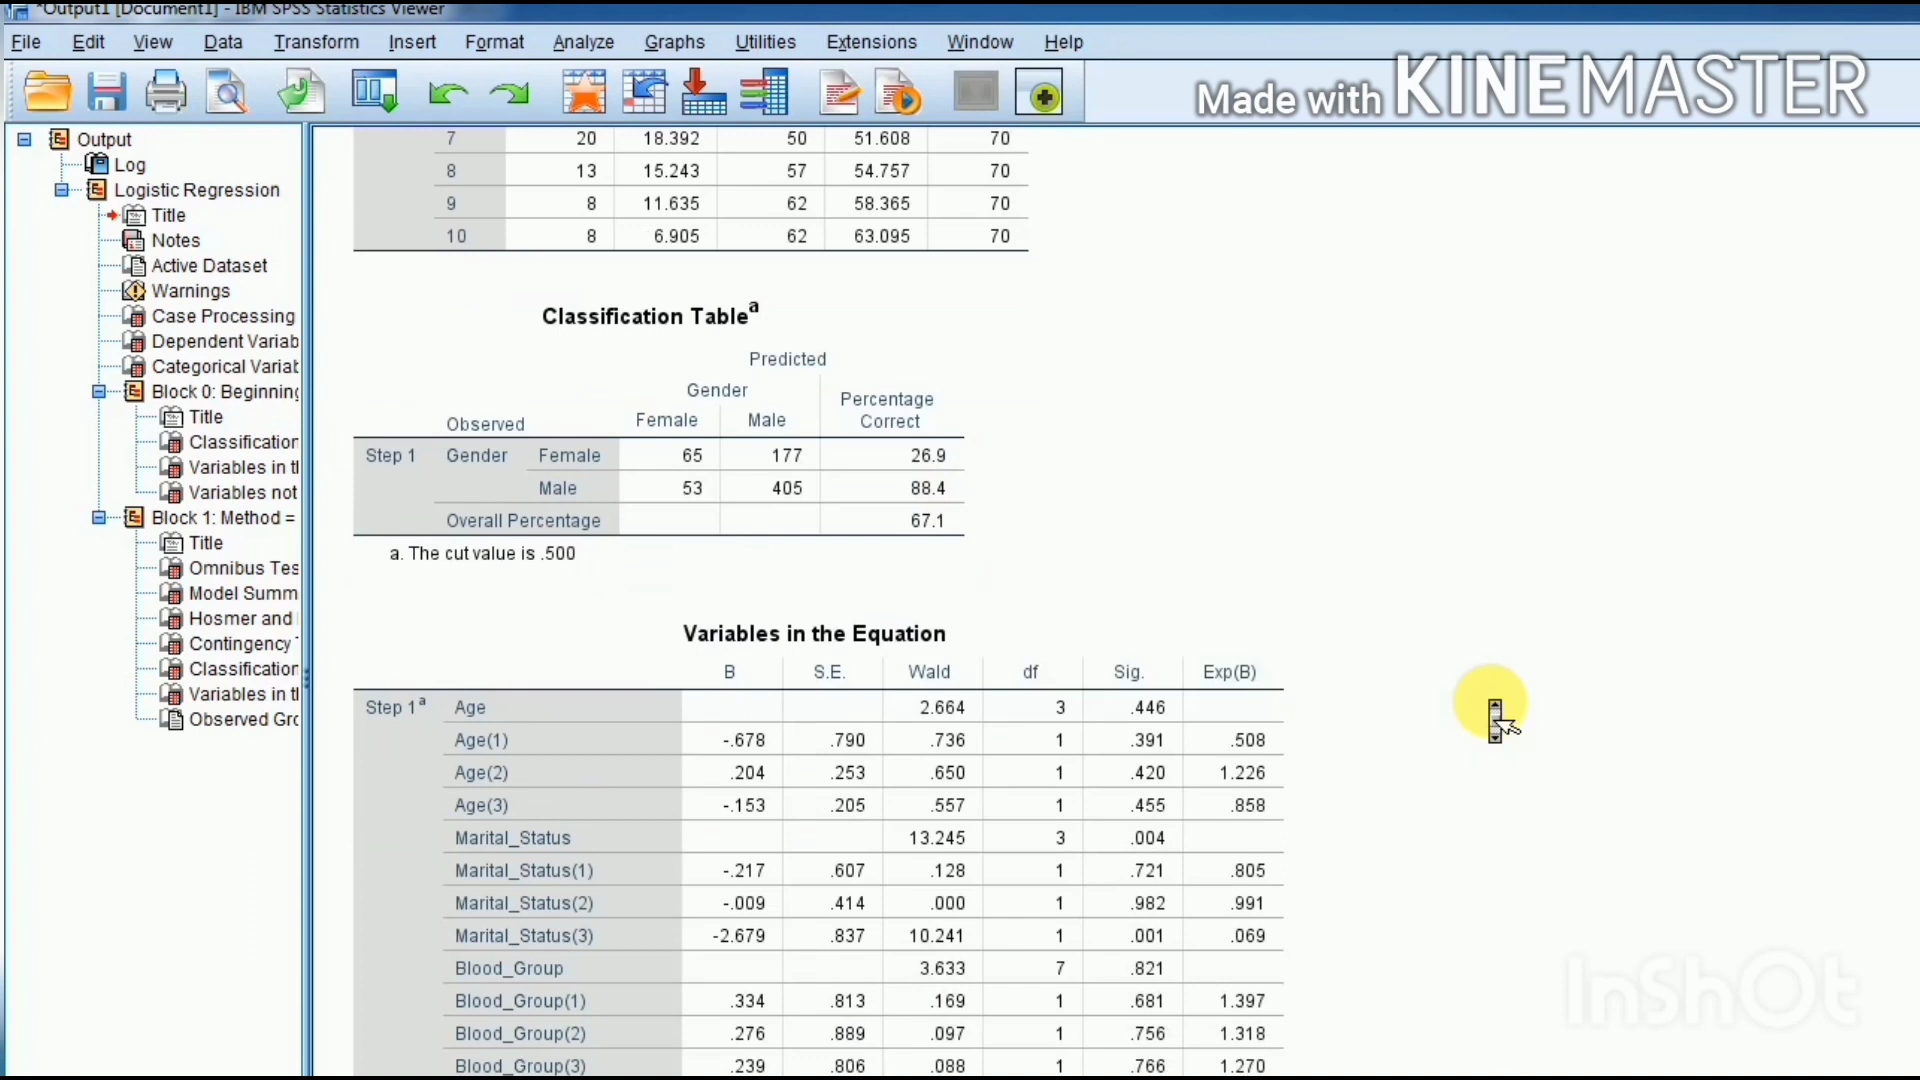 *Output1 [Document1] - IBM SPSS Statistics Viewer
File Edit View Data Transform Insert Format Analyze Graphs Utilities Extensions Window Help
Made with KINEMASTER
Output
Log
Logistic Regression
Title
Notes
Active Dataset
Warnings
Case Processing
Dependent Variab
Categorical Variab
Block 0: Beginning
Title
Classification
Variables in t
Variables not
Block 1: Method =
Title
Omnibus Tes
Model Summ
Hosmer and
Contingency
Classification
Variables in t
Observed Gro
7 20 18.392 50 51.608 70
8 13 15.243 57 54.757 70
9 8 11.635 62 58.365 70
10 8 6.905 62 63.095 70
Classification Table a
Predicted
Gender
Percentage Correct
Observed Female Male
Step 1 Gender Female 65 177 26.9
Male 53 405 88.4
Overall Percentage 67.1
a. The cut value is .500
Variables in the Equation
B S.E. Wald df Sig. Exp(B)
Step 1 a Age 2.664 3 .446
Age(1) -.678 .790 .736 1 .391 .508
Age(2) .204 .253 .650 1 .420 1.226
Age(3) -.153 .205 .557 1 .455 .858
Marital_Status 13.245 3 .004
Marital_Status(1) -.217 .607 .128 1 .721 .805
Marital_Status(2) -.009 .414 .000 1 .982 .991
Marital_Status(3) -2.679 .837 10.241 1 .001 .069
Blood_Group 3.633 7 .821
Blood_Group(1) .334 .813 .169 1 .681 1.397
Blood_Group(2) .276 .889 .097 1 .756 1.318
Blood_Group(3) .239 .806 .088 1 .766 1.270
InShOt